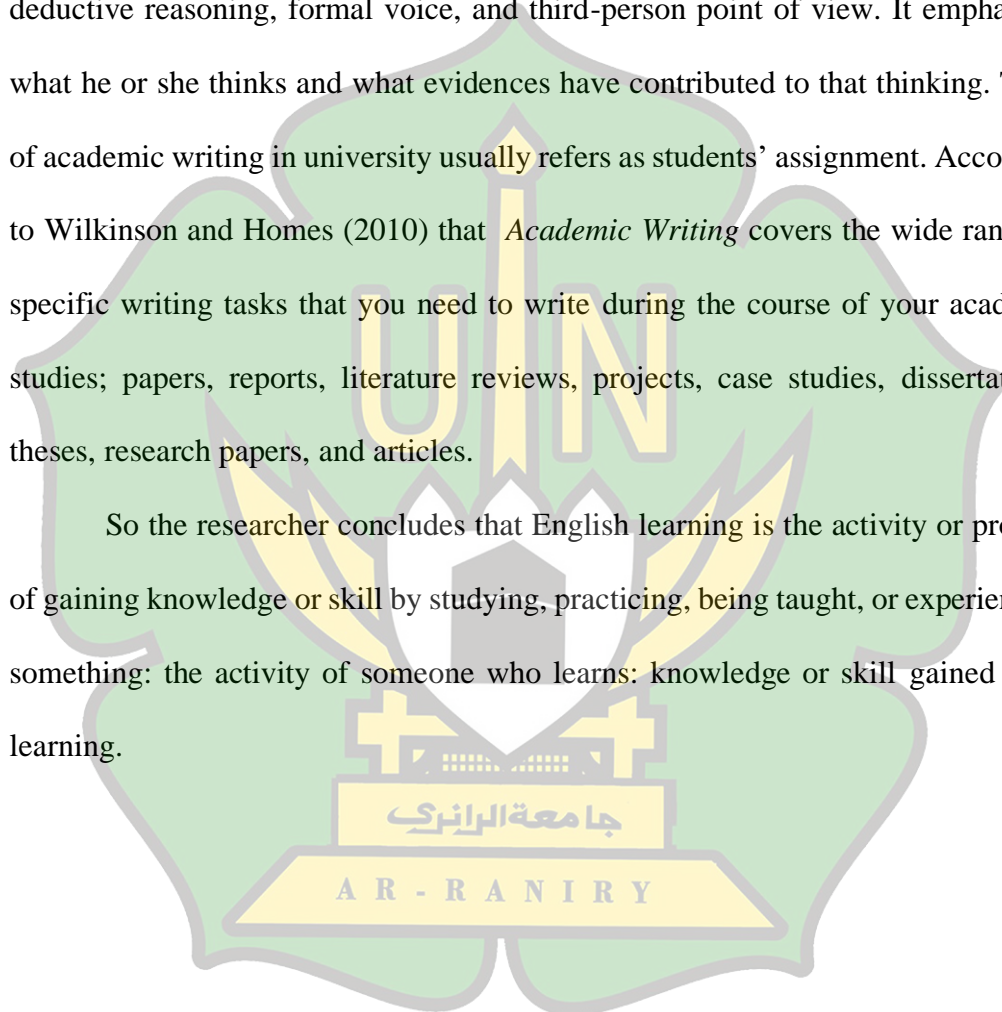 deductive reasoning, formal voice, and third-person point of view. It empha
what he or she thinks and what evidences have contributed to that thinking. T
of academic writing in university usually refers as students’ assignment. Acco
to Wilkinson and Homes (2010) that Academic Writing covers the wide ran
specific writing tasks that you need to write during the course of your acad
studies; papers, reports, literature reviews, projects, case studies, dissertat
theses, research papers, and articles.
So the researcher concludes that English learning is the activity or pro
of gaining knowledge or skill by studying, practicing, being taught, or experien
something: the activity of someone who learns: knowledge or skill gained
learning.
UIN
جامعةالرانري
AR-RANIRY